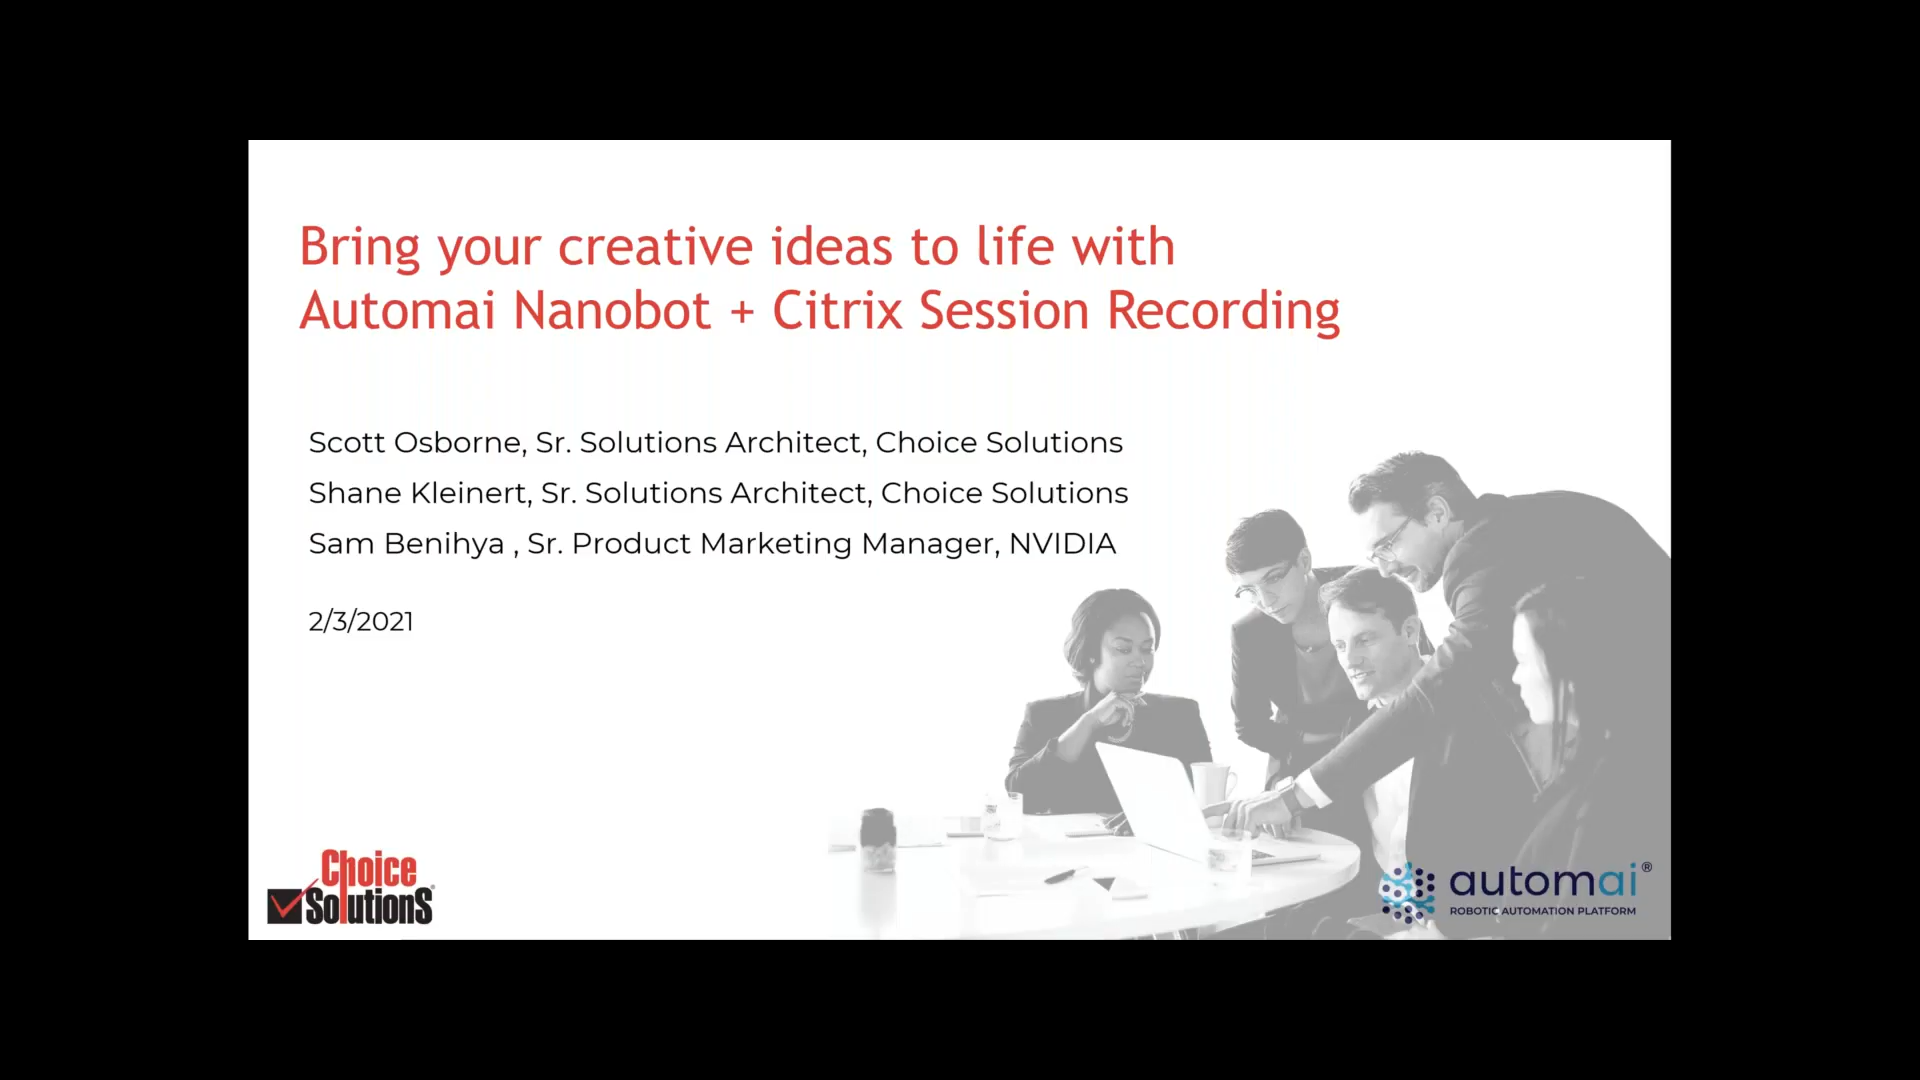 Bring your creative ideas to life with
Automai Nanobot + Citrix Session Recording
Scott Osborne, Sr. Solutions Architect, Choice Solutions
Shane Kleinert, Sr. Solutions Architect, Choice Solutions
Sam Benihya , Sr. Product Marketing Manager, NVIDIA
2/3/2021
Choice
Solutions®
automai®
ROBOTIC AUTOMATION PLATFORM